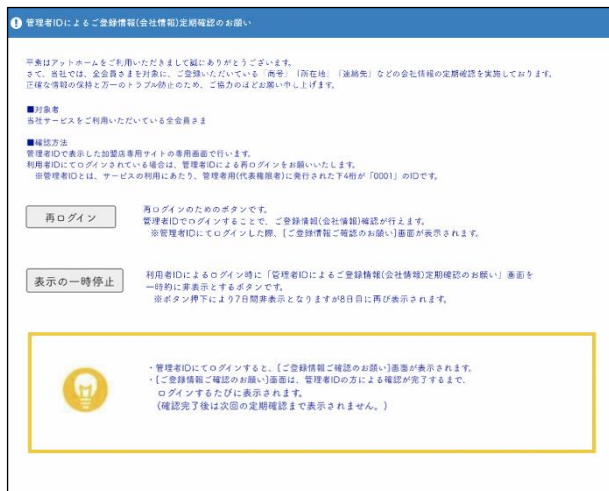 管理者IDによるご登録情報(会社情報)定期確認のお願い
平素はアットホームをご利用いただきまして誠にありがとうございます。
さて、当社では、全会員さまを対象に、ご登録いただいている「商号」「所在地」「連絡先」などの会社情報の定期確認を実施しております。
正確な情報の保持と万一のトラブル防止のため、ご協力のほどお願い申し上げます。
■対象者
当社サービスをご利用いただいている全会員さま
■確認方法
管理者IDで表示した加盟店専用サイトの専用画面で行います。
利用者IDにてログインされている場合は、管理者IDによる再ログインをお願いいたします。
※管理者IDとは、サービスの利用にあたり、管理者用(代表権限者)に発行された下4桁が「0001」のIDです。
再ログイン
再ログインのためのボタンです。
管理者IDでログインすることで、ご登録情報(会社情報)確認が行えます。
※管理者IDにてログインした際、[ご登録情報ご確認のお願い]画面が表示されます。
表示の一時停止
利用者IDによるログイン時に「管理者IDによるご登録情報(会社情報)定期確認のお願い」画面を
一時的に非表示とするボタンです。
※ボタン押下により7日間非表示となりますが8日目に再び表示されます。
・管理者IDにてログインすると、[ご登録情報ご確認のお願い]画面が表示されます。
・[ご登録情報ご確認のお願い]画面は、管理者IDの方による確認が完了するまで、
ログインするたびに表示されます。
(確認完了後は次回の定期確認まで表示されません。)